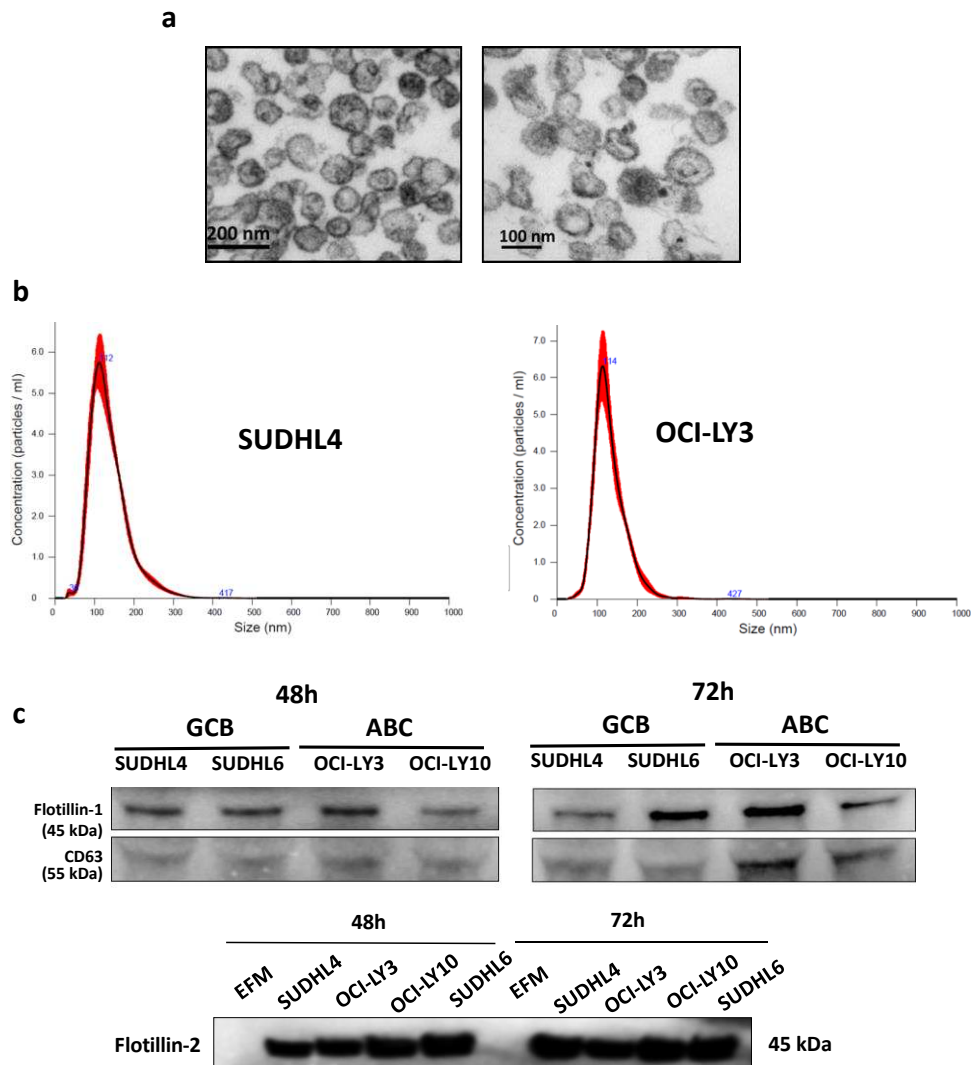 a
200 nm
100 nm
b
Concentration (particles / ml)
6.0
5.0
4.0
3.0
2.0
1.0
0
417
SUDHL4
0 100 200 300 400 500 600 700 800 900 1000
Size (nm)
Concentration (particles / ml)
7.0
6.0
5.0
4.0
3.0
2.0
1.0
0
427
OCI-LY3
0 100 200 300 400 500 600 700 800 900 1000
Size (nm)
c
48h
72h
GCB ABC
GCB ABC
SUDHL4 SUDHL6 OCI-LY3 OCI-LY10
SUDHL4 SUDHL6 OCI-LY3 OCI-LY10
Flotillin-1
(45 kDa)
CD63
(55 kDa)
48h
72h
EFM SUDHL4 OCI-LY3 OCI-LY10 SUDHL6
EFM SUDHL4 OCI-LY3 OCI-LY10 SUDHL6
Flotillin-2
45 kDa